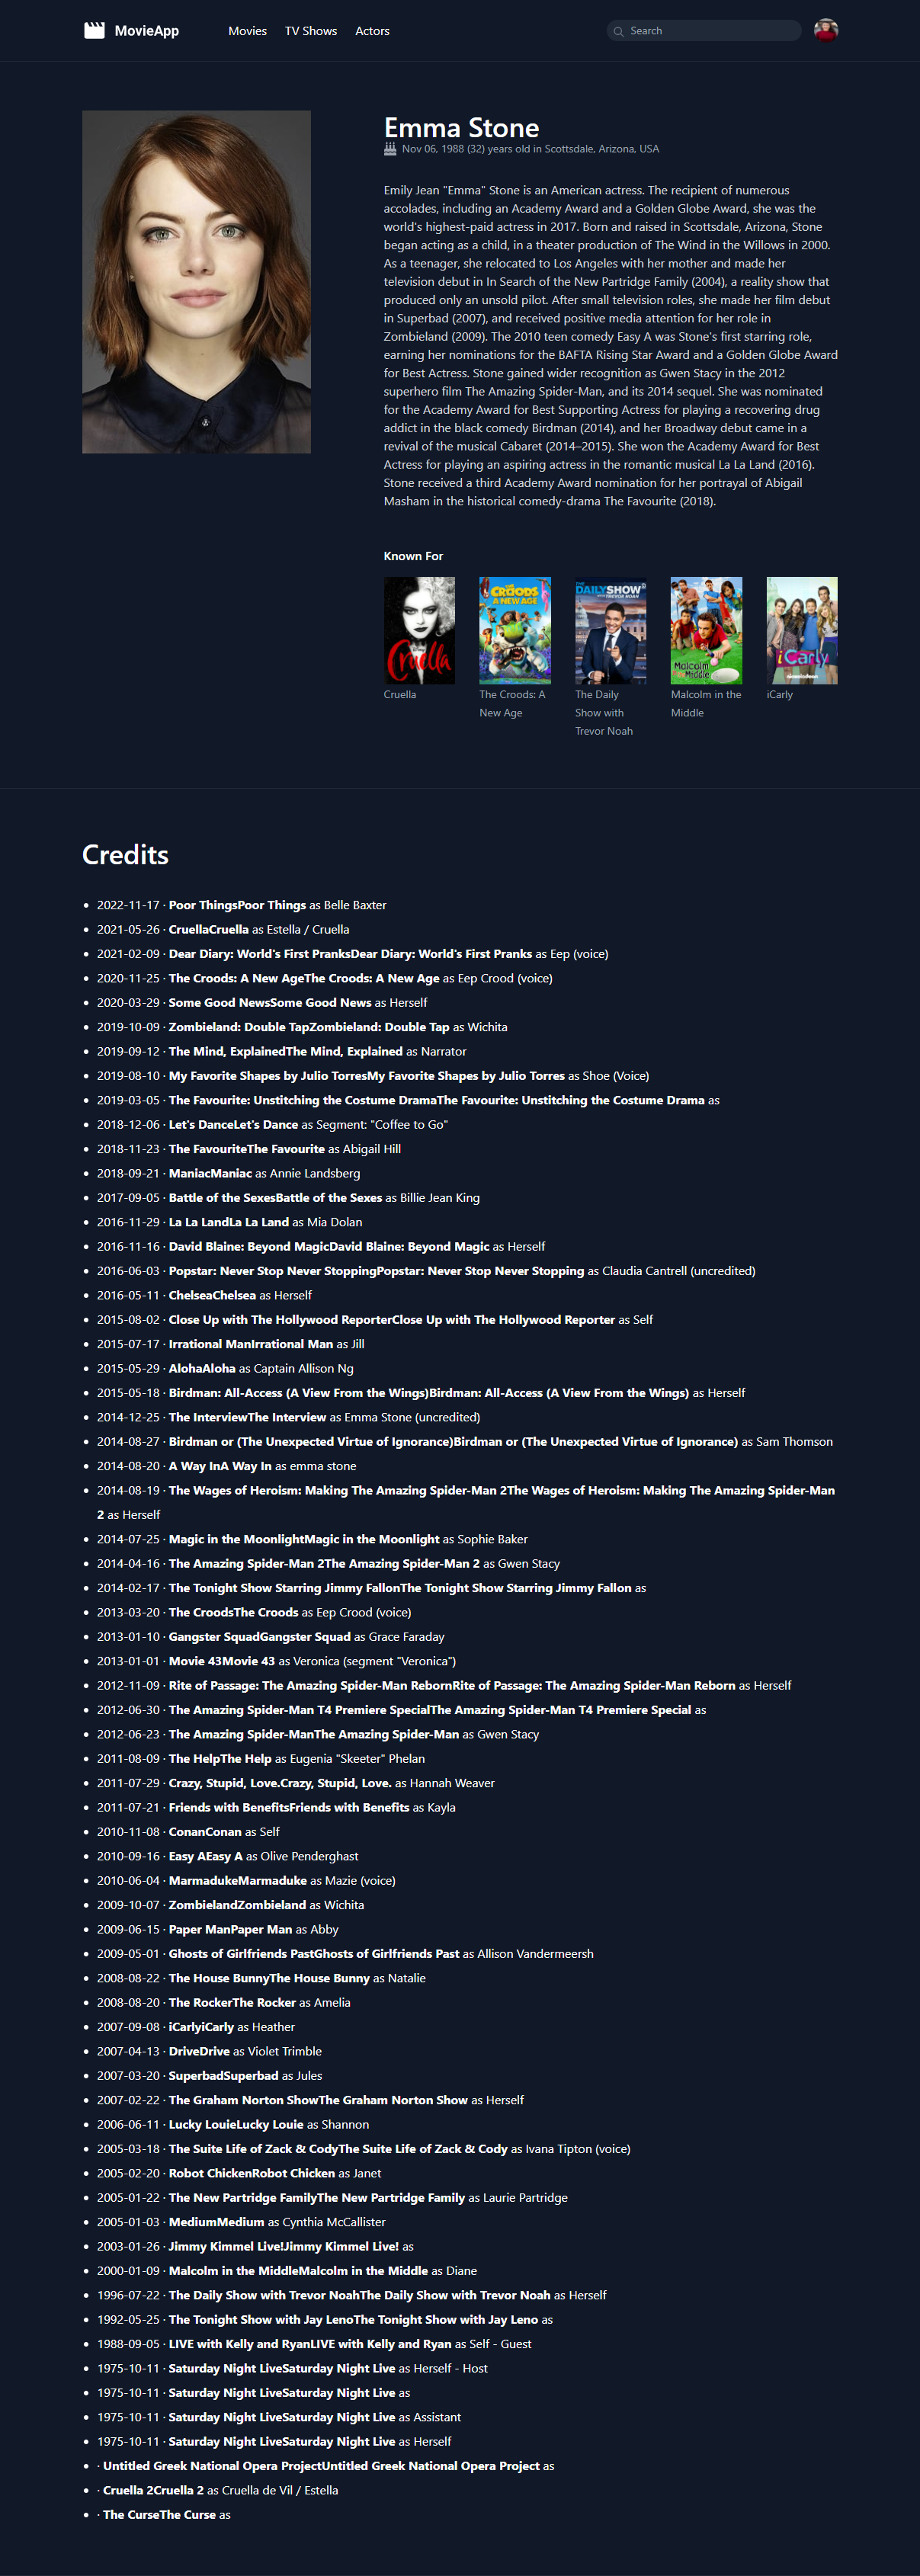 MovieApp
Movies
TV Shows
Actors
Search
Emma Stone
Nov 06, 1988 (32) years old in Scottsdale, Arizona, USA
Emily Jean "Emma" Stone is an American actress. The recipient of numerous
accolades, including an Academy Award and a Golden Globe Award, she was the
world's highest-paid actress in 2017. Born and raised in Scottsdale, Arizona, Stone
began acting as a child, in a theater production of The Wind in the Willows in 2000.
As a teenager, she relocated to Los Angeles with her mother and made her
television debut in In Search of the New Partridge Family (2004), a reality show that
produced only an unsold pilot. After small television roles, she made her film debut
in Superbad (2007), and received positive media attention for her role in
Zombieland (2009). The 2010 teen comedy Easy A was Stone's first starring role,
earning her nominations for the BAFTA Rising Star Award and a Golden Globe Award
for Best Actress. Stone gained wider recognition as Gwen Stacy in the 2012
superhero film The Amazing Spider-Man, and its 2014 sequel. She was nominated
for the Academy Award for Best Supporting Actress for playing a recovering drug
addict in the black comedy Birdman (2014), and her Broadway debut came in a
revival of the musical Cabaret (2014–2015). She won the Academy Award for Best
Actress for playing an aspiring actress in the romantic musical La La Land (2016).
Stone received a third Academy Award nomination for her portrayal of Abigail
Masham in the historical comedy-drama The Favourite (2018).
Known For
Cruella
THE CROODS
A NEW AGE
THE
DAILY SHOW
WITH TREVOR NOAH
Malcolm
in the Middle
iCarly
nickelodeon
Cruella
The Croods: A
New Age
The Daily
Show with
Trevor Noah
Malcolm in the
Middle
iCarly
Credits
• 2022-11-17 · Poor ThingsPoor Things as Belle Baxter
• 2021-05-26 · CruellaCruella as Estella / Cruella
• 2021-02-09 · Dear Diary: World's First PranksDear Diary: World's First Pranks as Eep (voice)
• 2020-11-25 · The Croods: A New AgeThe Croods: A New Age as Eep Crood (voice)
• 2020-03-29 · Some Good NewsSome Good News as Herself
• 2019-10-09 · Zombieland: Double TapZombieland: Double Tap as Wichita
• 2019-09-12 · The Mind, ExplainedThe Mind, Explained as Narrator
• 2019-08-10 · My Favorite Shapes by Julio TorresMy Favorite Shapes by Julio Torres as Shoe (Voice)
• 2019-03-05 · The Favourite: Unstitching the Costume DramaThe Favourite: Unstitching the Costume Drama as
• 2018-12-06 · Let's DanceLet's Dance as Segment: "Coffee to Go"
• 2018-11-23 · The FavouriteThe Favourite as Abigail Hill
• 2018-09-21 · ManiacManiac as Annie Landsberg
• 2017-09-05 · Battle of the SexesBattle of the Sexes as Billie Jean King
• 2016-11-29 · La La LandLa La Land as Mia Dolan
• 2016-11-16 · David Blaine: Beyond MagicDavid Blaine: Beyond Magic as Herself
• 2016-06-03 · Popstar: Never Stop Never StoppingPopstar: Never Stop Never Stopping as Claudia Cantrell (uncredited)
• 2016-05-11 · ChelseaChelsea as Herself
• 2015-08-02 · Close Up with The Hollywood ReporterClose Up with The Hollywood Reporter as Self
• 2015-07-17 · Irrational ManIrrational Man as Jill
• 2015-05-29 · AlohaAloha as Captain Allison Ng
• 2015-05-18 · Birdman: All-Access (A View From the Wings)Birdman: All-Access (A View From the Wings) as Herself
• 2014-12-25 · The InterviewThe Interview as Emma Stone (uncredited)
• 2014-08-27 · Birdman or (The Unexpected Virtue of Ignorance)Birdman or (The Unexpected Virtue of Ignorance) as Sam Thomson
• 2014-08-20 · A Way InA Way In as emma stone
• 2014-08-19 · The Wages of Heroism: Making The Amazing Spider-Man 2The Wages of Heroism: Making The Amazing Spider-Man
2 as Herself
• 2014-07-25 · Magic in the MoonlightMagic in the Moonlight as Sophie Baker
• 2014-04-16 · The Amazing Spider-Man 2The Amazing Spider-Man 2 as Gwen Stacy
• 2014-02-17 · The Tonight Show Starring Jimmy FallonThe Tonight Show Starring Jimmy Fallon as
• 2013-03-20 · The CroodsThe Croods as Eep Crood (voice)
• 2013-01-10 · Gangster SquadGangster Squad as Grace Faraday
• 2013-01-01 · Movie 43Movie 43 as Veronica (segment "Veronica")
• 2012-11-09 · Rite of Passage: The Amazing Spider-Man RebornRite of Passage: The Amazing Spider-Man Reborn as Herself
• 2012-06-30 · The Amazing Spider-Man T4 Premiere SpecialThe Amazing Spider-Man T4 Premiere Special as
• 2012-06-23 · The Amazing Spider-ManThe Amazing Spider-Man as Gwen Stacy
• 2011-08-09 · The HelpThe Help as Eugenia "Skeeter" Phelan
• 2011-07-29 · Crazy, Stupid, Love.Crazy, Stupid, Love. as Hannah Weaver
• 2011-07-21 · Friends with BenefitsFriends with Benefits as Kayla
• 2010-11-08 · ConanConan as Self
• 2010-09-16 · Easy AEasy A as Olive Penderghast
• 2010-06-04 · MarmadukeMarmaduke as Mazie (voice)
• 2009-10-07 · ZombielandZombieland as Wichita
• 2009-06-15 · Paper ManPaper Man as Abby
• 2009-05-01 · Ghosts of Girlfriends PastGhosts of Girlfriends Past as Allison Vandermeersh
• 2008-08-22 · The House BunnyThe House Bunny as Natalie
• 2008-08-20 · The RockerThe Rocker as Amelia
• 2007-09-08 · iCarlyiCarly as Heather
• 2007-04-13 · DriveDrive as Violet Trimble
• 2007-03-20 · SuperbadSuperbad as Jules
• 2007-02-22 · The Graham Norton ShowThe Graham Norton Show as Herself
• 2006-06-11 · Lucky LouieLucky Louie as Shannon
• 2005-03-18 · The Suite Life of Zack & CodyThe Suite Life of Zack & Cody as Ivana Tipton (voice)
• 2005-02-20 · Robot ChickenRobot Chicken as Janet
• 2005-01-22 · The New Partridge FamilyThe New Partridge Family as Laurie Partridge
• 2005-01-03 · MediumMedium as Cynthia McCallister
• 2003-01-26 · Jimmy Kimmel Live!Jimmy Kimmel Live! as
• 2000-01-09 · Malcolm in the MiddleMalcolm in the Middle as Diane
• 1996-07-22 · The Daily Show with Trevor NoahThe Daily Show with Trevor Noah as Herself
• 1992-05-25 · The Tonight Show with Jay LenoThe Tonight Show with Jay Leno as
• 1988-09-05 · LIVE with Kelly and RyanLIVE with Kelly and Ryan as Self - Guest
• 1975-10-11 · Saturday Night LiveSaturday Night Live as Herself - Host
• 1975-10-11 · Saturday Night LiveSaturday Night Live as
• 1975-10-11 · Saturday Night LiveSaturday Night Live as Assistant
• 1975-10-11 · Saturday Night LiveSaturday Night Live as Herself
• · Untitled Greek National Opera ProjectUntitled Greek National Opera Project as
• · Cruella 2Cruella 2 as Cruella de Vil / Estella
• · The CurseThe Curse as